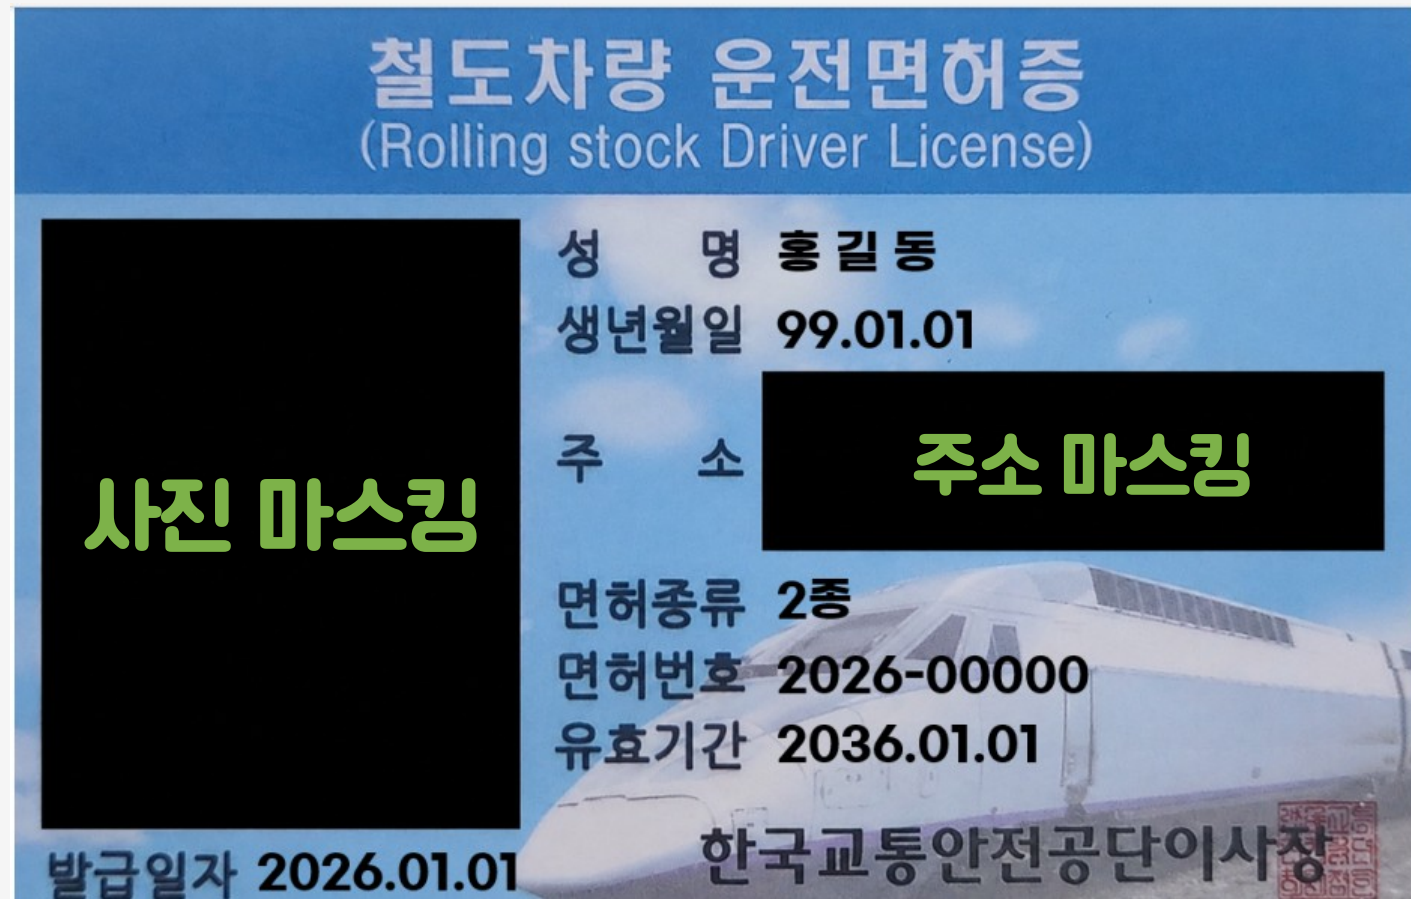 철도차량 운전면허증
(Rolling stock Driver License)
성 명 홍 길 동
생년월일 99.01.01
주 소 주소 마스킹
사진 마스킹
면허종류 2종
면허번호 2026-00000
유효기간 2036.01.01
발급일자 2026.01.01
한국교통안전공단이사장